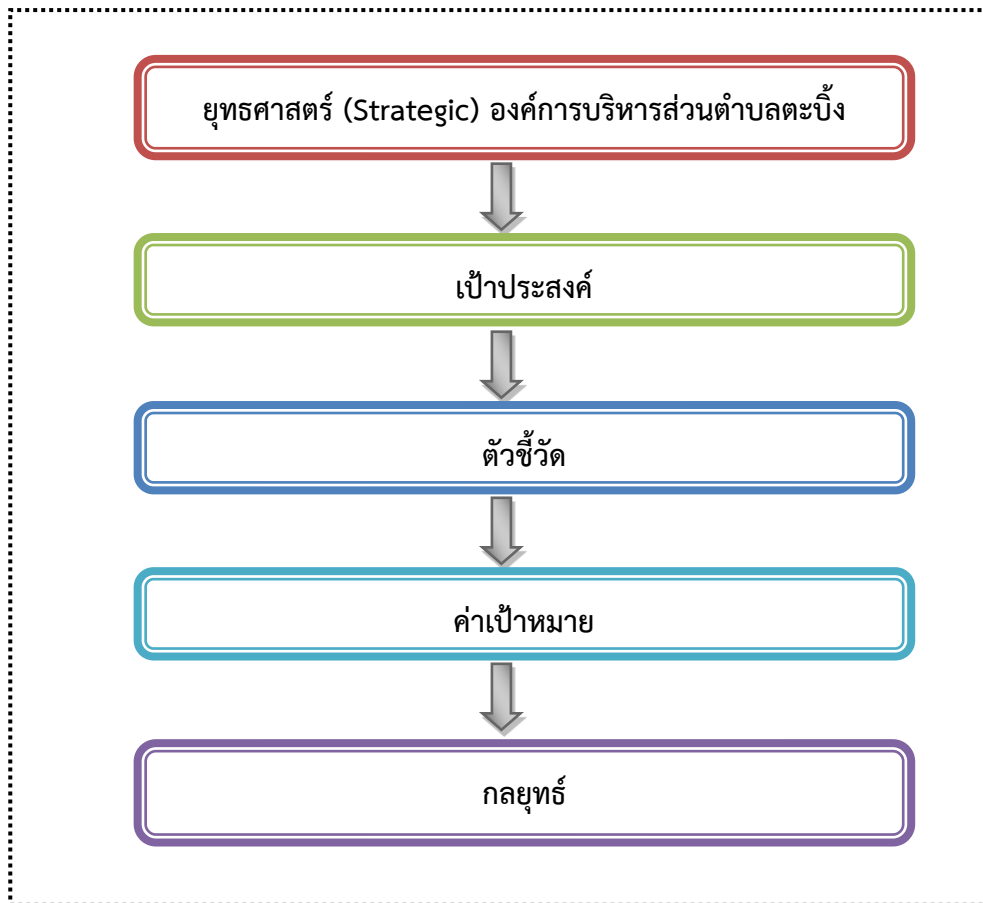 ยุทธศาสตร์ (Strategic) องค์การบริหารส่วนตำบลตะบิ้ง
เป้าประสงค์
ตัวชี้วัด
ค่าเป้าหมาย
กลยุทธ์